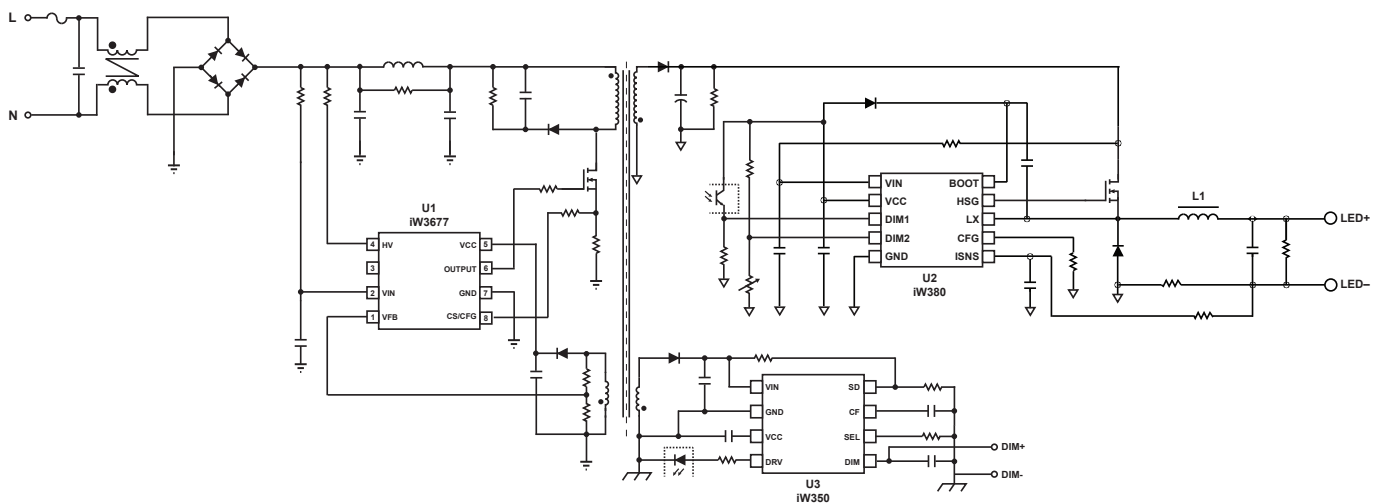 L
N
U1
iW3677
4 HV
3
2 VIN
1 VFB
VCC 5
OUTPUT 6
GND 7
CS/CFG 8
VIN
VCC
DIM1
DIM2
GND
BOOT
HSG
LX
CFG
ISNS
U2
iW380
L1
LED+
LED–
VIN
GND
VCC
DRV
SD
CF
SEL
DIM
U3
iW350
DIM+
DIM-